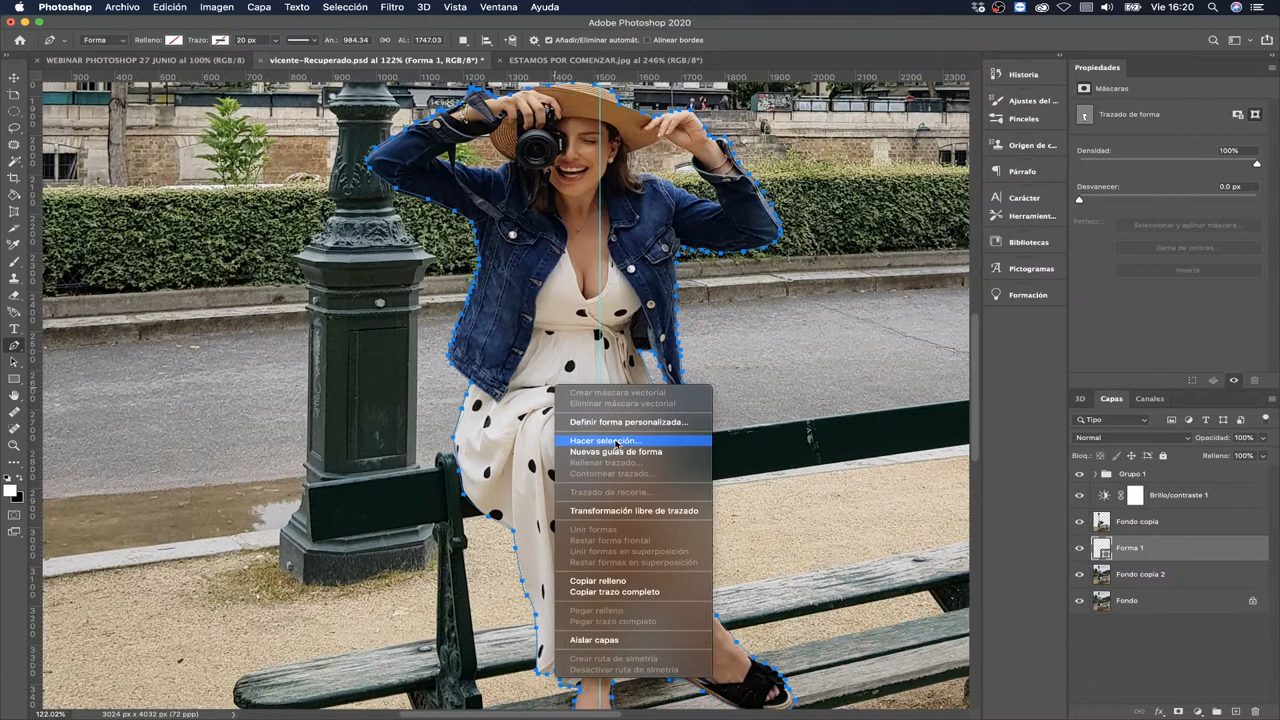 Photoshop Archivo Edición Imagen Capa Texto Selección Filtro 3D Vista Ventana Ayuda Vie 16:20
Adobe Photoshop 2020
Forma Relleno: Trazo: 20 px An.: 984.34 Al.: 1747.03 Añadir/Eliminar automát. Alinear bordes
WEBINAR PHOTOSHOP 27 JUNIO al 100% (RGB/8) × vicente-Recuperado.psd al 122% (Forma 1, RGB/8*) * × ESTAMOS POR COMENZAR.jpg al 246% (RGB/8*)
300 400 500 600 700 800 900 1000 1100 1200 1300 1400 1500 1600 1700 1800 1900 2000 2100 2200 2300
Historia
Ajustes del ...
Pinceles
Origen de c...
Párrafo
Carácter
Herramient...
Bibliotecas
Pictogramas
Formación
Propiedades
Máscaras
Trazado de forma
Densidad: 100%
Desvanecer: 0.0 px
Perfecc...
Seleccionar y aplicar máscara...
Gama de colores...
Invertir
Crear máscara vectorial
Eliminar máscara vectorial
Definir forma personalizada...
Hacer selección...
Nuevas guías de forma
Rellenar trazado...
Contornear trazado...
Trazado de recorte...
Transformación libre de trazado
Unir formas
Restar forma frontal
Unir formas en superposición
Restar formas en superposición
Copiar relleno
Copiar trazo completo
Pegar relleno
Pegar trazo completo
Aislar capas
Crear ruta de simetría
Desactivar ruta de simetría
3D Capas Canales
Tipo
Normal Opacidad: 100%
Bloq.: Relleno: 100%
Grupo 1
Brillo/contraste 1
Fondo copia
Forma 1
Fondo copia 2
Fondo
122.02% 3024 px x 4032 px (72 ppp)